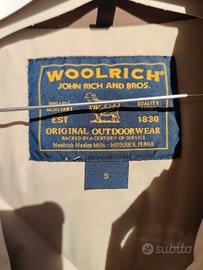 WOOLRICH
JOHN RICH AND BROS.
QUALITY
EST 1830
ORIGINAL OUTDOORWEAR
BACKED BY A CENTURY OF SERVICE
Woolrich Woolen Mills - WOOLRICH, PENNA
S
subito